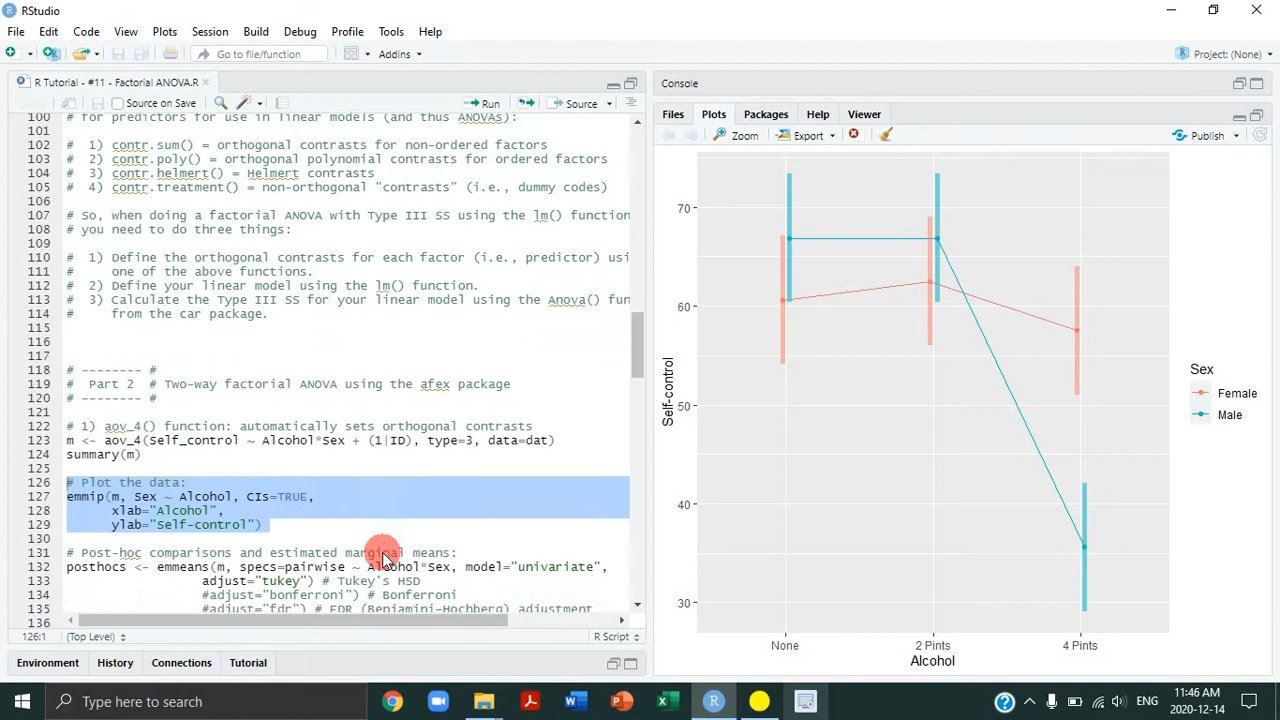 RStudio
File Edit Code View Plots Session Build Debug Profile Tools Help
Go to file/function Addins Project: (None)
R Tutorial - #11 - Factorial ANOVA.R
Source on Save Run Source
100 # for predictors for use in linear models (and thus ANOVAs):
101
102 #  1) contr.sum() = orthogonal contrasts for non-ordered factors
103 #  2) contr.poly() = orthogonal polynomial contrasts for ordered factors
104 #  3) contr.helmert() = Helmert contrasts
105 #  4) contr.treatment() = non-orthogonal "contrasts" (i.e., dummy codes)
106
107 # So, when doing a factorial ANOVA with Type III SS using the lm() function
108 # you need to do three things:
109
110 #  1) Define the orthogonal contrasts for each factor (i.e., predictor) usi
111 #     one of the above functions.
112 #  2) Define your linear model using the lm() function.
113 #  3) Calculate the Type III SS for your linear model using the Anova() fun
114 #     from the car package.
115
116
117
118 # -------- #
119 #  Part 2  # Two-way factorial ANOVA using the afex package
120 # -------- #
121
122 # 1) aov_4() function: automatically sets orthogonal contrasts
123 m <- aov_4(Self_control ~ Alcohol*Sex + (1|ID), type=3, data=dat)
124 summary(m)
125
126 # Plot the data:
127 emmip(m, Sex ~ Alcohol, CIs=TRUE,
128       xlab="Alcohol",
129       ylab="Self-control")
130
131 # Post-hoc comparisons and estimated marginal means:
132 posthocs <- emmeans(m, specs=pairwise ~ Alcohol*Sex, model="univariate",
133                   adjust="tukey") # Tukey's HSD
134                   #adjust="bonferroni") # Bonferroni
135                   #adjust="fdr") # FDR (Benjamini-Hochberg) adjustment
136
126:1 (Top Level) R Script
Environment History Connections Tutorial
Console
Files Plots Packages Help Viewer
Zoom Export Publish
70
60
50
40
30
Self-control
None 2 Pints 4 Pints
Alcohol
Sex
Female
Male
Type here to search
ENG
11:46 AM
2020-12-14